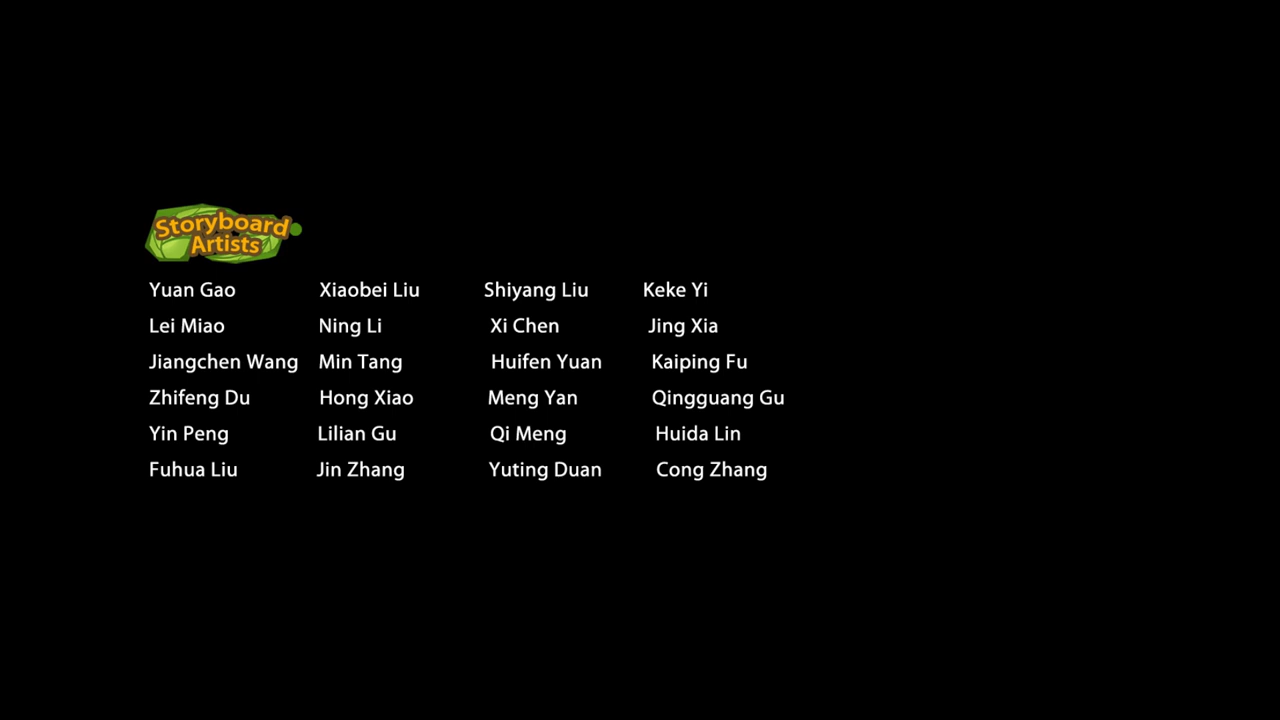 Storyboard
Artists
Yuan Gao Xiaobei Liu Shiyang Liu Keke Yi
Lei Miao Ning Li Xi Chen Jing Xia
Jiangchen Wang Min Tang Huifen Yuan Kaiping Fu
Zhifeng Du Hong Xiao Meng Yan Qingguang Gu
Yin Peng Lilian Gu Qi Meng Huida Lin
Fuhua Liu Jin Zhang Yuting Duan Cong Zhang